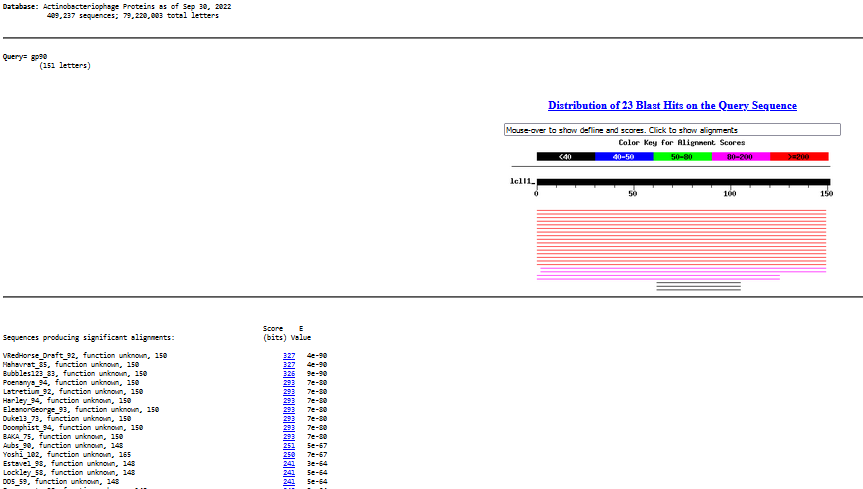 Database: Actinobacteriophage Proteins as of Sep 30, 2022
409,237 sequences; 79,220,003 total letters
Query= gp90
(151 letters)
Distribution of 23 Blast Hits on the Query Sequence
Mouse-over to show defline and scores. Click to show alignments
Color Key for Alignment Scores
<40 40-50 50-80 80-200 >=200
lcl|1_
0 50 100 150
Score E
Sequences producing significant alignments: (bits) Value
VRedHorse_Draft_92, function unknown, 150 327 4e-90
Mahavrat_85, function unknown, 150 327 4e-90
Bubbles123_83, function unknown, 150 326 9e-90
Poenanya_94, function unknown, 150 293 7e-80
Latretium_92, function unknown, 150 293 7e-80
Harley_94, function unknown, 150 293 7e-80
EleanorGeorge_93, function unknown, 150 293 7e-80
Duke13_73, function unknown, 150 293 7e-80
Doomphist_94, function unknown, 150 293 7e-80
BAKA_75, function unknown, 150 293 7e-80
Aubs_90, function unknown, 148 251 5e-67
Yoshi_102, function unknown, 165 250 7e-67
Estave1_98, function unknown, 148 241 3e-64
Lockley_58, function unknown, 148 241 5e-64
DD5_59, function unknown, 148 241 5e-64